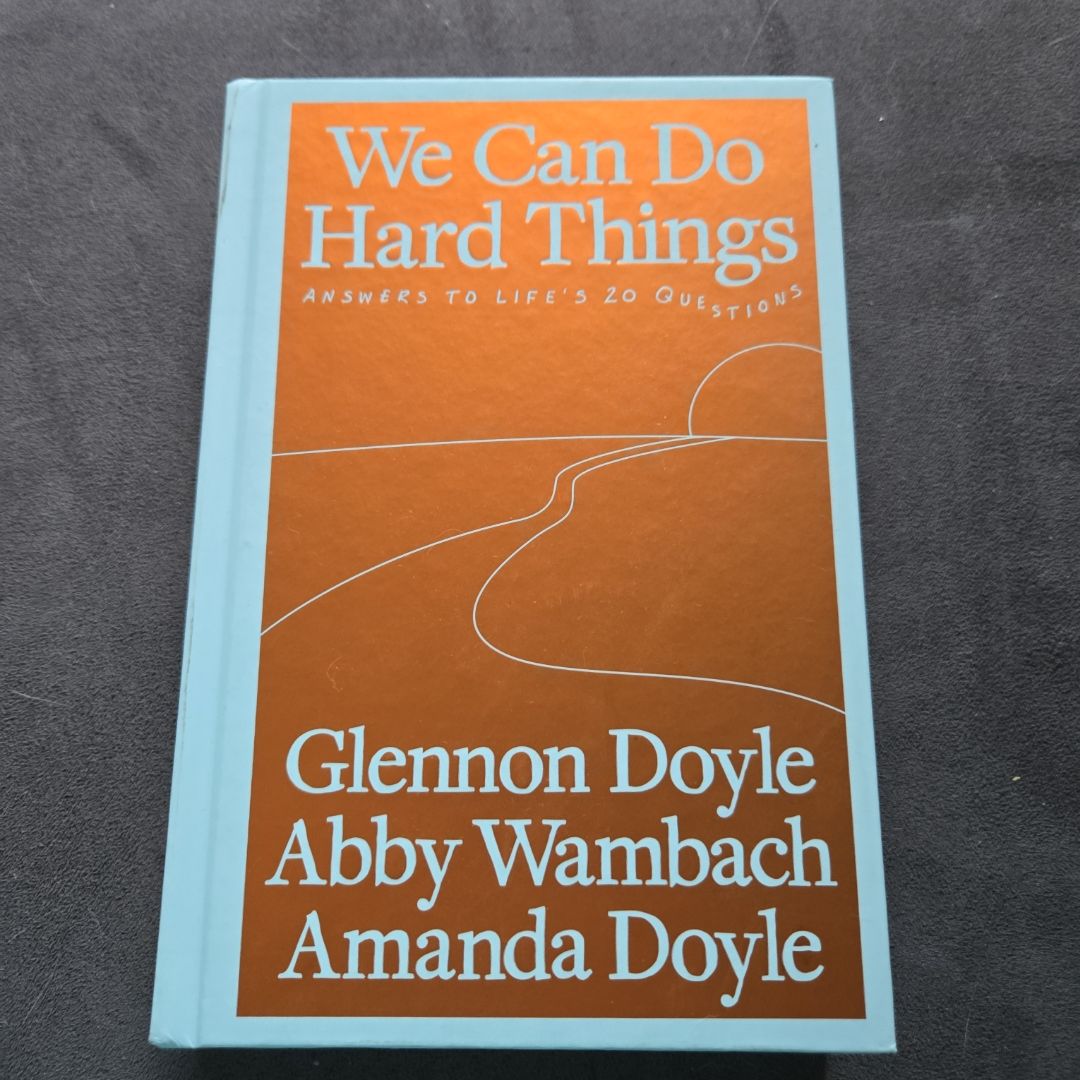 We Can Do
Hard Things
ANSWERS TO LIFE'S 20 QUESTIONS
Glennon Doyle
Abby Wambach
Amanda Doyle